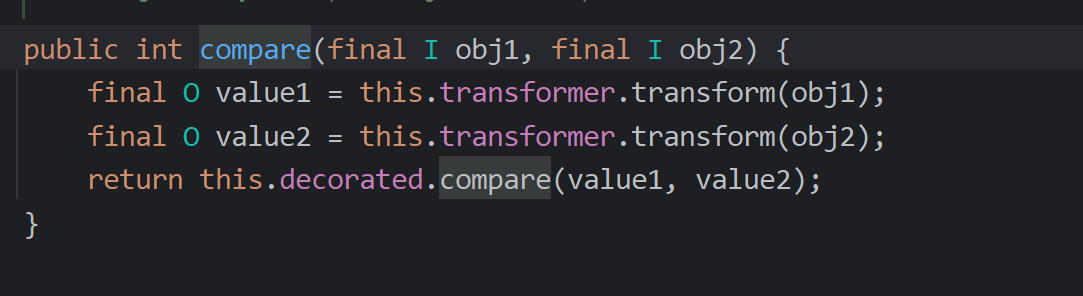 public int compare(final I obj1, final I obj2) {
    final O value1 = this.transformer.transform(obj1);
    final O value2 = this.transformer.transform(obj2);
    return this.decorated.compare(value1, value2);
}